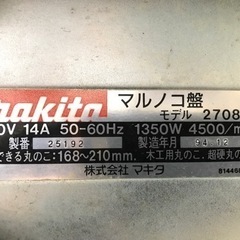 makita マルノコ盤
モデル 2708
0V 14A 50-60Hz 1350W 4500/m
製番 25192 製造年月
できる丸のこ:168~210mm. 木工用丸のこ.超硬丸の
株式会社マキタ